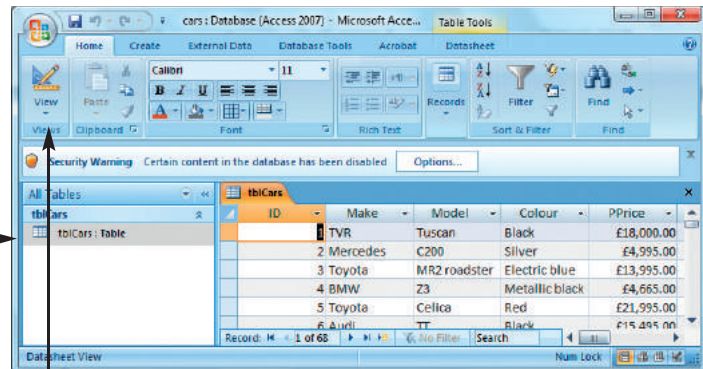 cars : Database (Access 2007) - Microsoft Acce... Table Tools
Home Create External Data Database Tools Acrobat Datasheet
Calibri 11
B I U
View Paste Records Filter Find
Views Clipboard Font Rich Text Sort & Filter Find
Security Warning Certain content in the database has been disabled Options...
All Tables tblCars
tblCars ID Make Model Colour PPrice
tblCars : Table 1 TVR Tuscan Black £18,000.00
2 Mercedes C200 Silver £4,995.00
3 Toyota MR2 roadster Electric blue £13,995.00
4 BMW Z3 Metallic black £4,665.00
5 Toyota Celica Red £21,995.00
6 Audi TT Black £15,495.00
Record: 1 of 68 No Filter Search
Datasheet View Num Lock